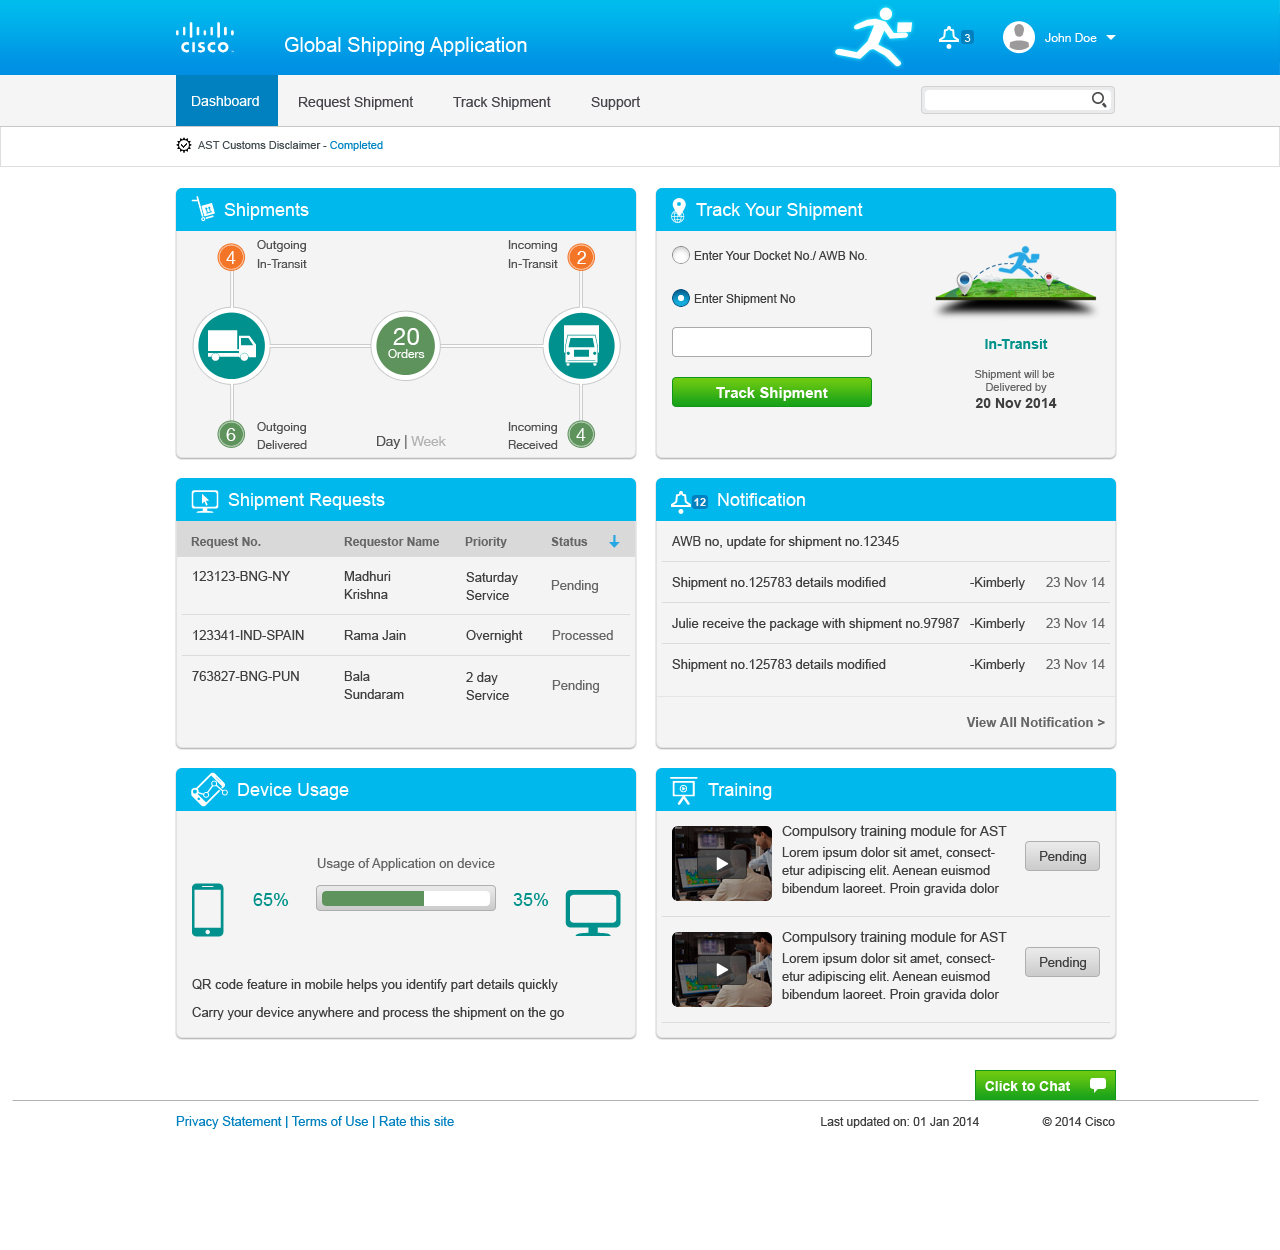 CISCO
Global Shipping Application
3
John Doe
Dashboard
Request Shipment
Track Shipment
Support
AST Customs Disclaimer - Completed
Shipments
4
Outgoing
In-Transit
Incoming
In-Transit
2
20
Orders
6
Outgoing
Delivered
Day | Week
Incoming
Received
4
Track Your Shipment
Enter Your Docket No./ AWB No.
Enter Shipment No
Track Shipment
In-Transit
Shipment will be
Delivered by
20 Nov 2014
Shipment Requests
Request No. Requestor Name Priority Status
123123-BNG-NY Madhuri Krishna Saturday Service Pending
123341-IND-SPAIN Rama Jain Overnight Processed
763827-BNG-PUN Bala Sundaram 2 day Service Pending
12 Notification
AWB no, update for shipment no.12345
Shipment no.125783 details modified -Kimberly 23 Nov 14
Julie receive the package with shipment no.97987 -Kimberly 23 Nov 14
Shipment no.125783 details modified -Kimberly 23 Nov 14
View All Notification >
Device Usage
Usage of Application on device
65% 35%
QR code feature in mobile helps you identify part details quickly
Carry your device anywhere and process the shipment on the go
Training
Compulsory training module for AST
Lorem ipsum dolor sit amet, consect-
etur adipiscing elit. Aenean euismod
bibendum laoreet. Proin gravida dolor
Pending
Compulsory training module for AST
Lorem ipsum dolor sit amet, consect-
etur adipiscing elit. Aenean euismod
bibendum laoreet. Proin gravida dolor
Pending
Click to Chat
Privacy Statement | Terms of Use | Rate this site
Last updated on: 01 Jan 2014
© 2014 Cisco